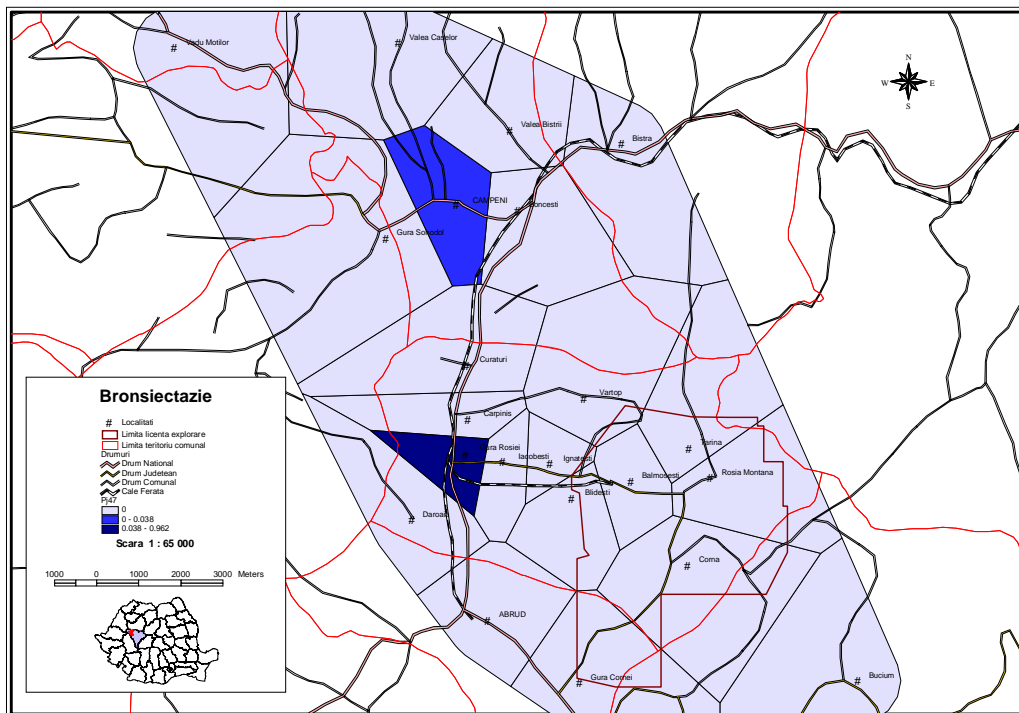 Vadu Motilor
Valea Caselor
N
W E
S
Valea Bistrii
Bistra
CAMPENI
Boncesti
Gura Sohodol
Curaturi
Vartop
Carpinis
Tarina
Gura Rosiei
Iacobesti
Ignatesti
Balmosesti
Rosia Montana
Blidesti
Daroaia
Corna
ABRUD
Gura Cornei
Bucium
Bronsiectazie
# Localitati
Limita licenta explorare
Limita teritoriu comunal
Drumuri
Drum National
Drum Judetean
Drum Comunal
Cale Ferata
Pj47
0
0 - 0.038
0.038 - 0.962
Scara 1 : 65 000
1000 0 1000 2000 3000 Meters